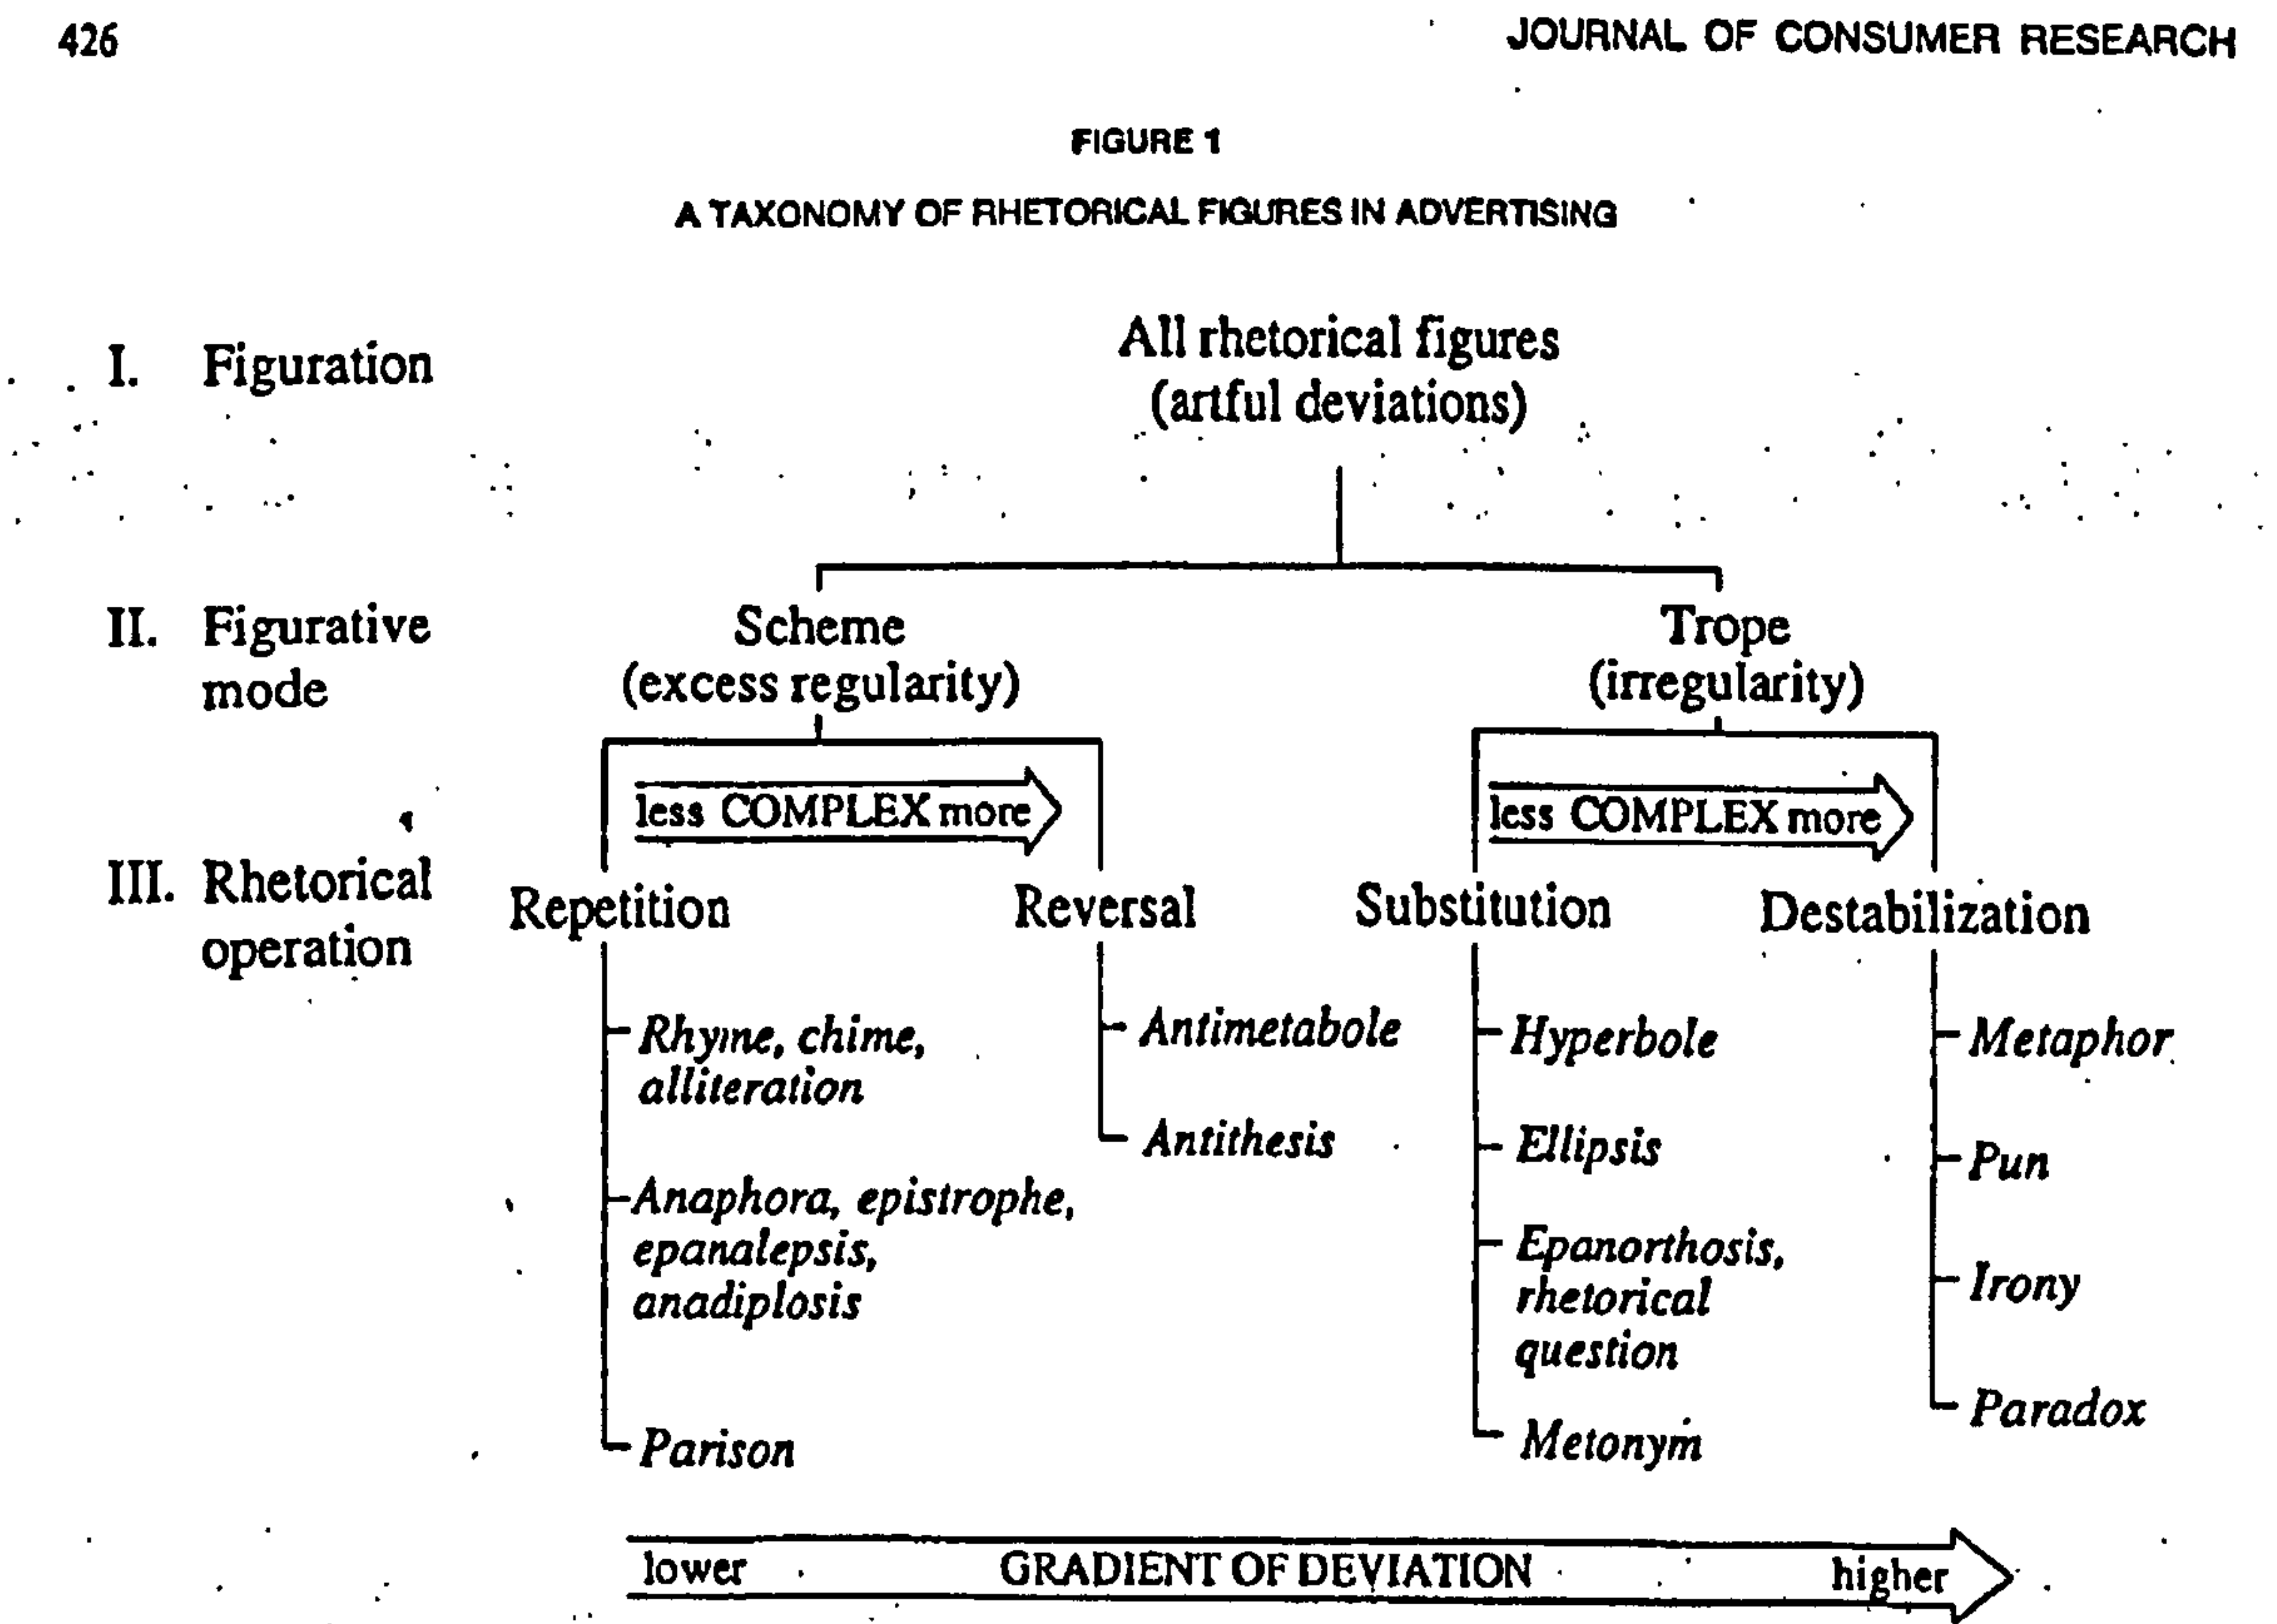 426
JOURNAL OF CONSUMER RESEARCH
FIGURE 1
A TAXONOMY OF RHETORICAL FIGURES IN ADVERTISING
I. Figuration
All rhetorical figures
(artful deviations)
II. Figurative
mode
Scheme
(excess regularity)
Trope
(irregularity)
less COMPLEX more
less COMPLEX more
III. Rhetorical
operation
Repetition
Reversal
Substitution
Destabilization
Rhyme, chime,
alliteration
Anaphora, epistrophe,
epanalepsis,
anadiplosis
Parison
Antimetabole
Antithesis
Hyperbole
Ellipsis
Epanorthosis,
rhetorical
question
Metonym
Metaphor
Pun
Irony
Paradox
lower GRADIENT OF DEVIATION higher